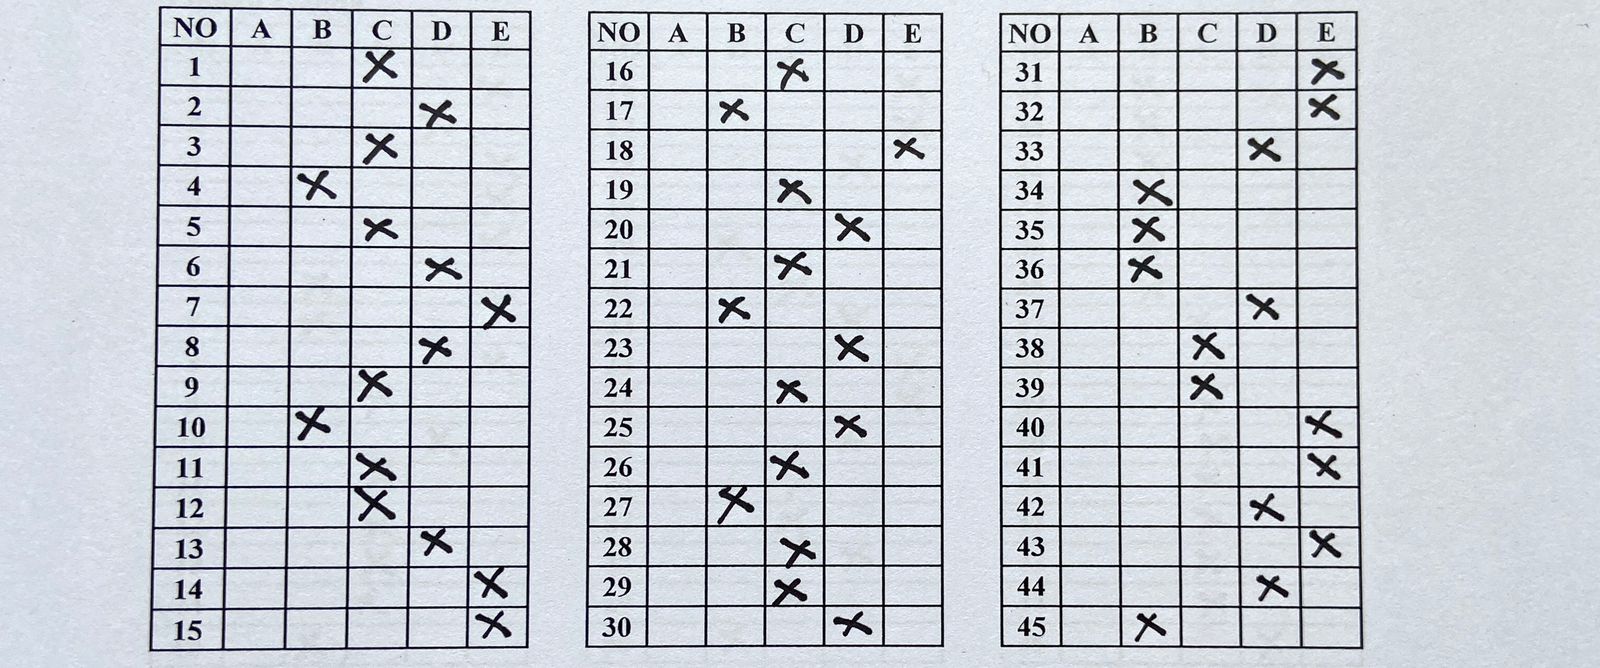 NO A B C D E
1 X
2 X
3 X
4 X
5 X
6 X
7 X
8 X
9 X
10 X
11 X
12 X
13 X
14 X
15 X
NO A B C D E
16 X
17 X
18 X
19 X
20 X
21 X
22 X
23 X
24 X
25 X
26 X
27 X
28 X
29 X
30 X
NO A B C D E
31 X
32 X
33 X
34 X
35 X
36 X
37 X
38 X
39 X
40 X
41 X
42 X
43 X
44 X
45 X